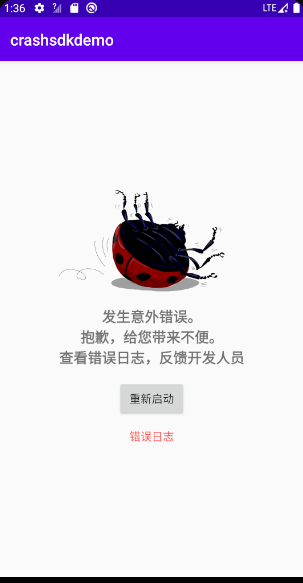 1:36
LTE
crashsdkdemo
发生意外错误。
抱歉，给您带来不便。
查看错误日志，反馈开发人员
重新启动
错误日志